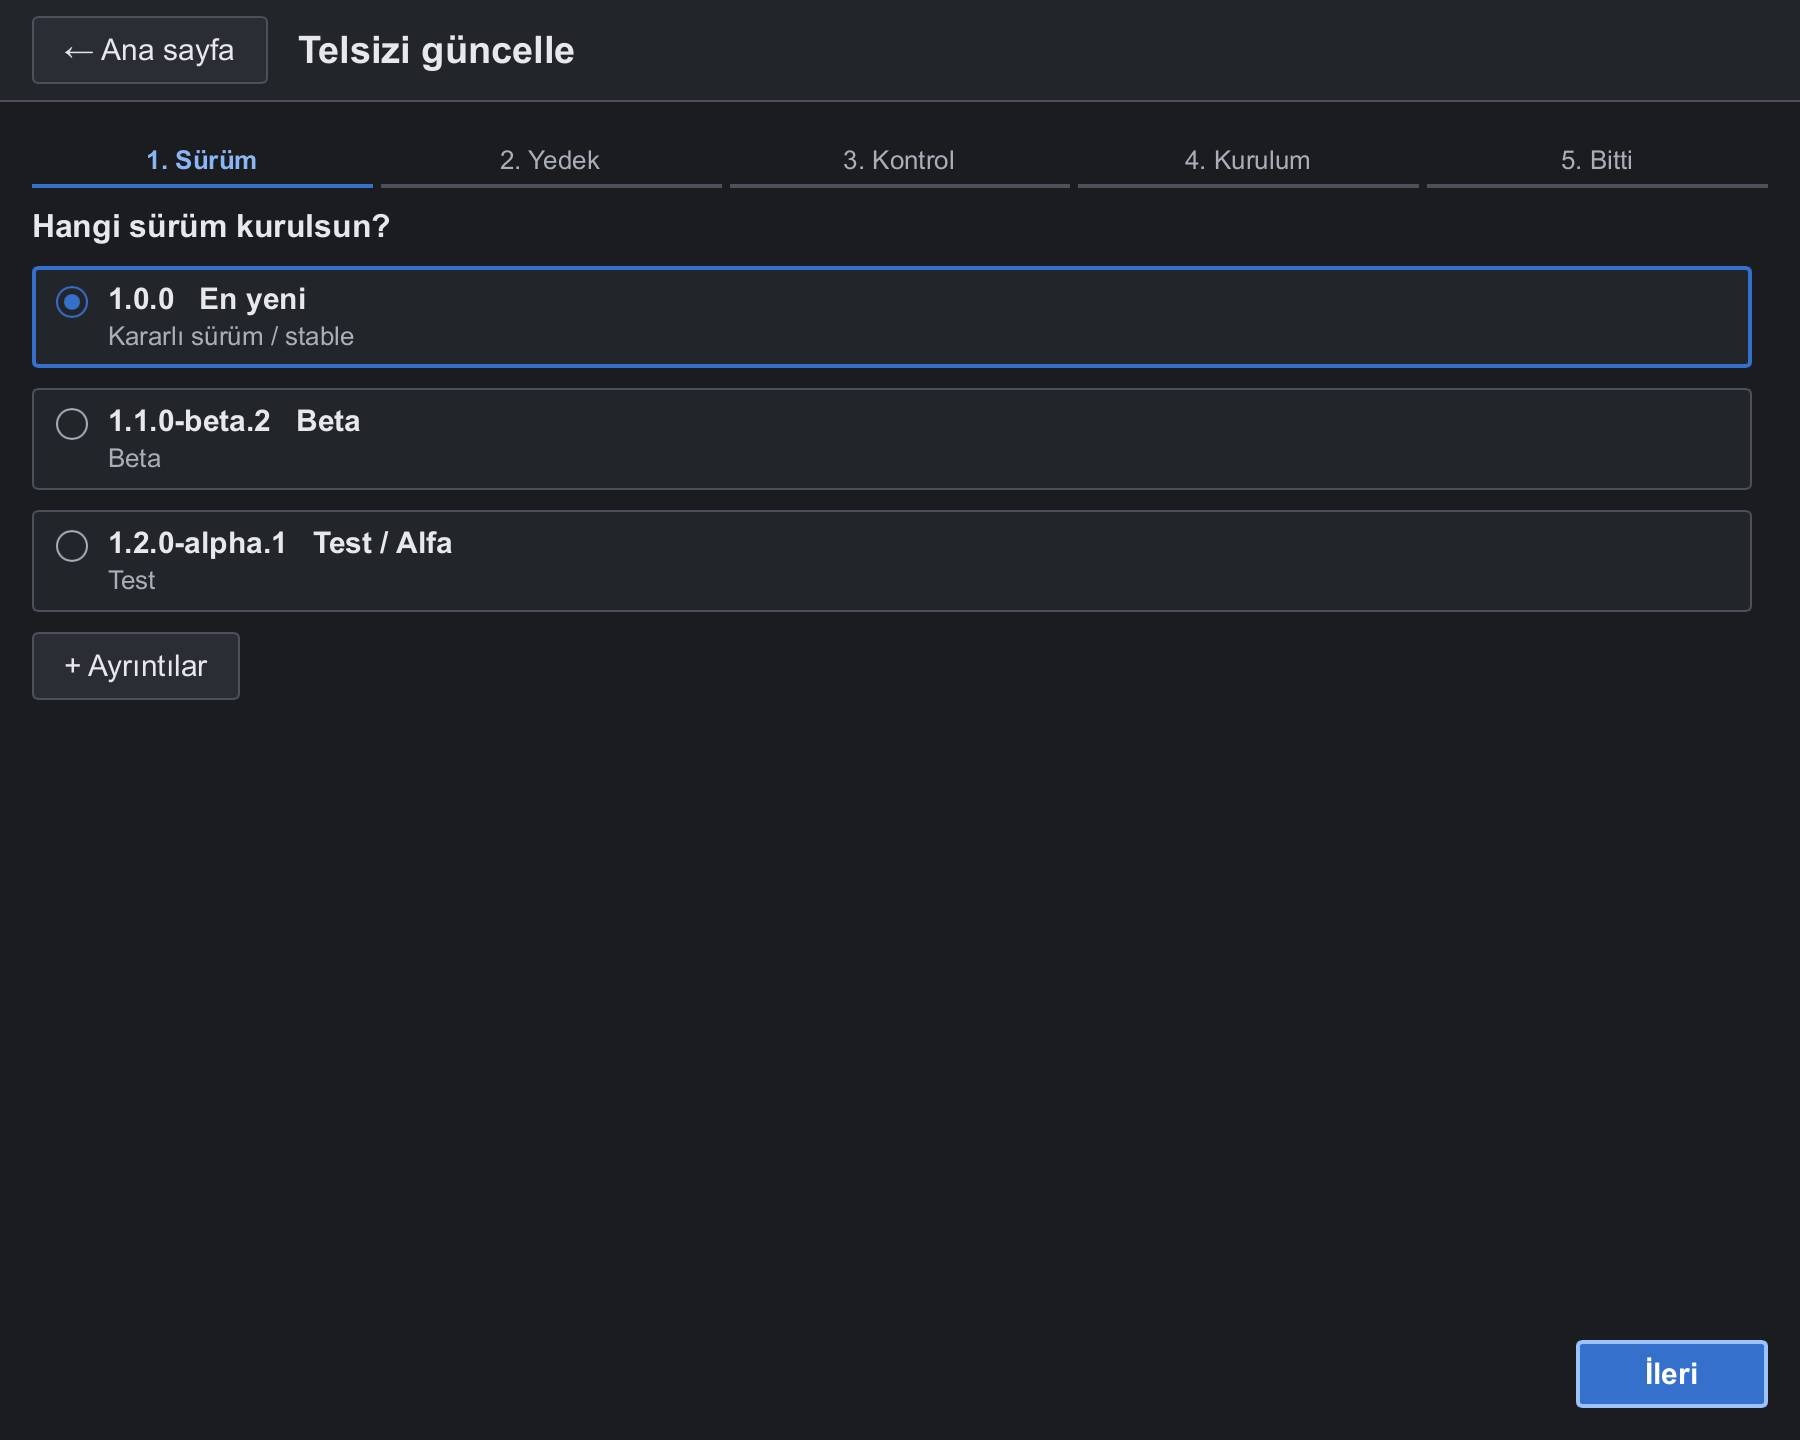 ← Ana sayfa
Telsizi güncelle
1. Sürüm
2. Yedek
3. Kontrol
4. Kurulum
5. Bitti
Hangi sürüm kurulsun?
1.0.0 En yeni
Kararlı sürüm / stable
1.1.0-beta.2 Beta
Beta
1.2.0-alpha.1 Test / Alfa
Test
+ Ayrıntılar
İleri